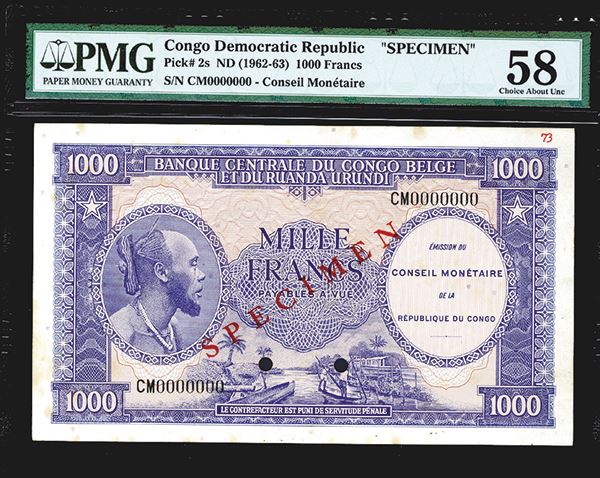 PMG
PAPER MONEY GUARANTY
Congo Democratic Republic "SPECIMEN"
Pick# 2s ND (1962-63) 1000 Francs
S/N CM0000000 - Conseil Monétaire
58
Choice About Unc
73
1000
1000
BANQUE CENTRALE DU CONGO BELGE
ET DU RUANDA URUNDI
CM0000000
MILLE
FRANCS
PAYABLES A VUE
SPECIMEN
ÉMISSION DU
CONSEIL MONÉTAIRE
DE LA
RÉPUBLIQUE DU CONGO
CM0000000
1000
1000
LE CONTREFACTEUR EST PUNI DE SERVITUDE PÉNALE